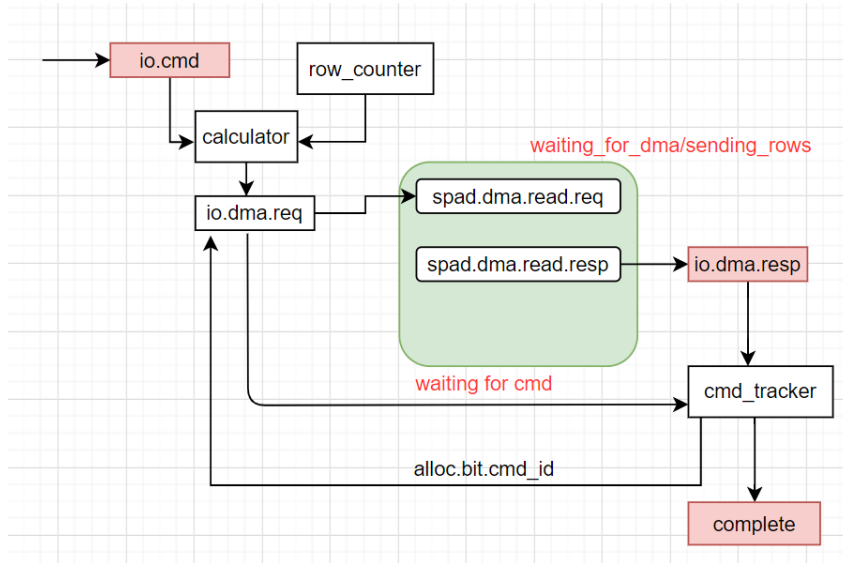 io.cmd
row_counter
calculator
waiting_for_dma/sending_rows
spad.dma.read.req
io.dma.req
spad.dma.read.resp
io.dma.resp
waiting for cmd
cmd_tracker
alloc.bit.cmd_id
complete